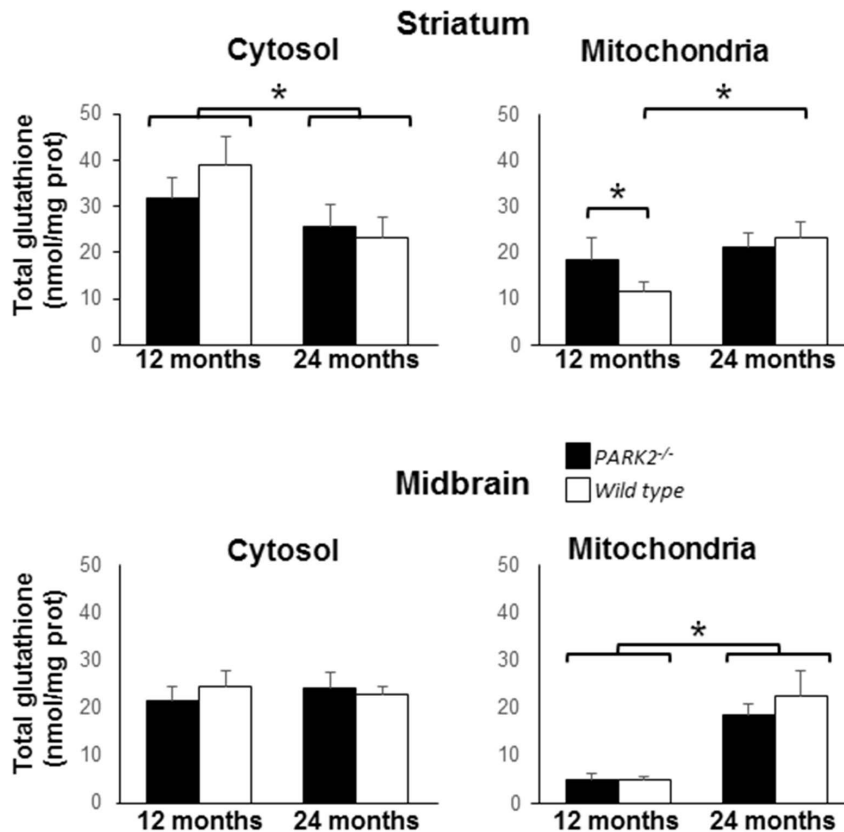 Striatum
Cytosol
Mitochondria
Total glutathione
(nmol/mg prot)
50
40
30
20
10
0
*
12 months
24 months
50
40
30
20
10
0
*
*
12 months
24 months
PARK2-/-
Wild type
Midbrain
Cytosol
Mitochondria
Total glutathione
(nmol/mg prot)
50
40
30
20
10
0
12 months
24 months
50
40
30
20
10
0
*
12 months
24 months